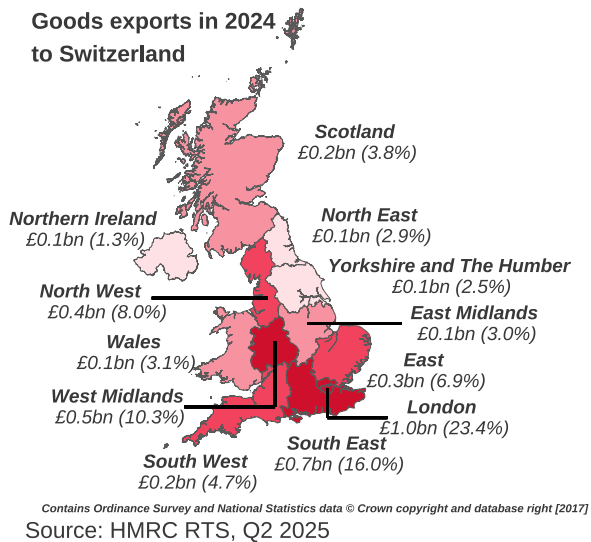 Goods exports in 2024
to Switzerland
Scotland
£0.2bn (3.8%)
Northern Ireland
£0.1bn (1.3%)
North East
£0.1bn (2.9%)
Yorkshire and The Humber
£0.1bn (2.5%)
North West
£0.4bn (8.0%)
East Midlands
£0.1bn (3.0%)
Wales
£0.1bn (3.1%)
East
£0.3bn (6.9%)
West Midlands
£0.5bn (10.3%)
London
£1.0bn (23.4%)
South East
£0.7bn (16.0%)
South West
£0.2bn (4.7%)
Contains Ordinance Survey and National Statistics data © Crown copyright and database right [2017]
Source: HMRC RTS, Q2 2025